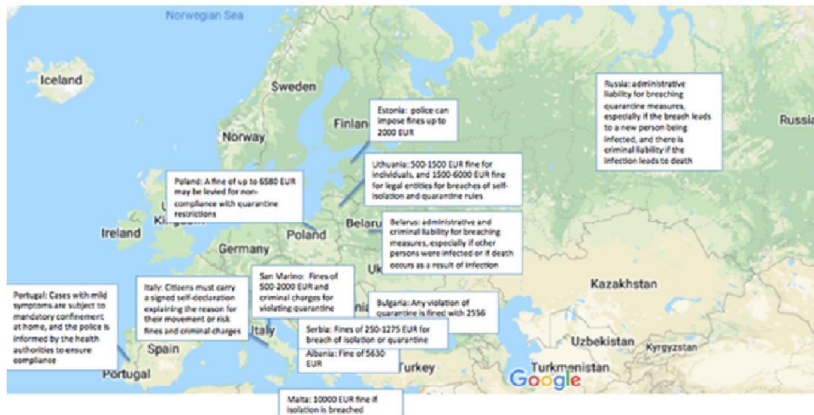 Norwegian Sea
Iceland
Sweden
Norway
Finlan
Russia: administrative
liability for breaching
quarantine measures,
especially if the breach leads
to a new person being
infected, and there is
criminal liability if the
infection leads to death
Russia
Estonia: police can
impose fines up to
2000 EUR
Lithuania: 500-1500 EUR fine for
individuals, and 1500-6000 EUR fine
for legal entities for breaches of self-
isolation and quarantine rules
Poland: A fine of up to 6580 EUR
may be levied for non-
compliance with quarantine
restrictions
U
Kingdom
Ireland
Belaru
Poland
Germany
Belarus: administrative and
criminal liability for breaching
measures, especially if other
persons were infected or if death
occurs as a result of infection
Uk
Kazakhstan
San Marino: Fines of
500-2000 EUR and
criminal charges for
violating quarantine
Italy: Citizens must carry
a signed self-declaration
explaining the reason for
their movement or risk
fines and criminal charges
Portugal: Cases with mild
symptoms are subject to
mandatory confinement
at home, and the police is
informed by the health
authorities to ensure
compliance
nia
Bulgaria: Any violation of
quarantine is fined with 2556
Serbia: Fines of 250-1275 EUR for
breach of isolation or quarantine
Albania: Fine of 5630
EUR
Italy
Spain
Portugal
Turkey
Uzbekistan
Kyrgyzstan
Turkmenistan
Google
Malta: 10000 EUR fine if
isolation is breached